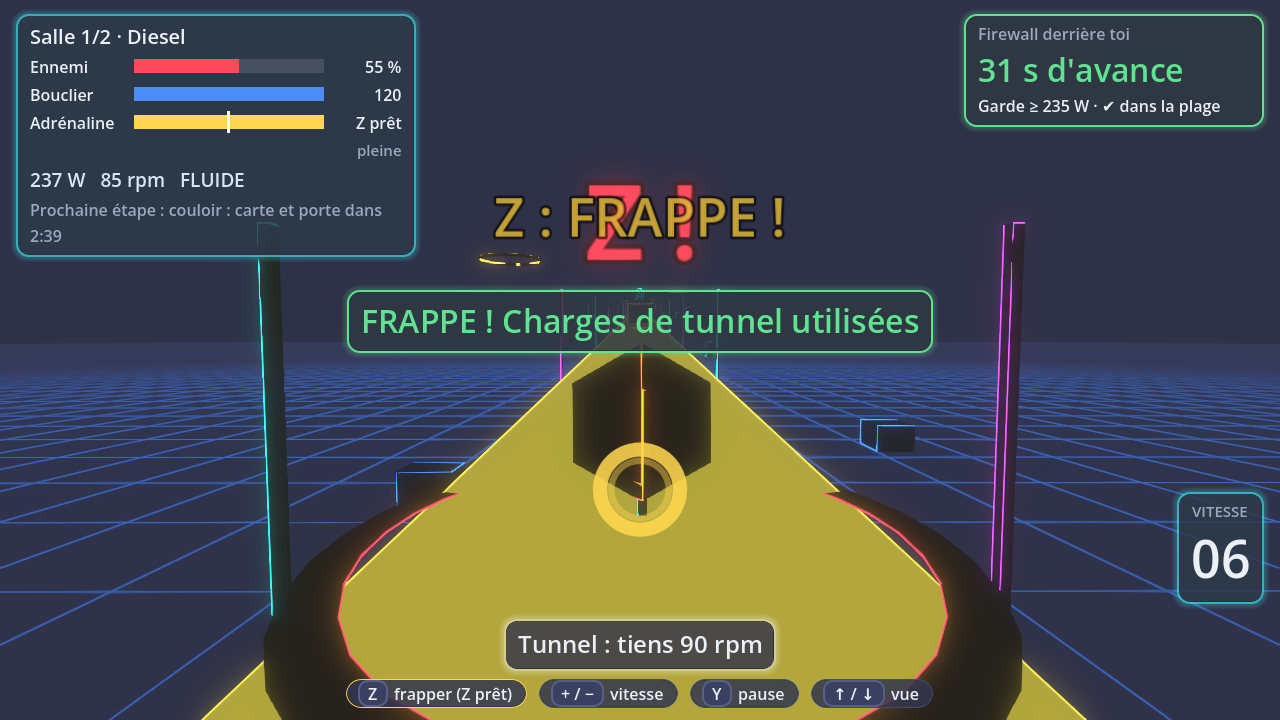 Salle 1/2 · Diesel
Ennemi 55 %
Bouclier 120
Adrénaline Z prêt
pleine
237 W 85 rpm FLUIDE
Prochaine étape : couloir : carte et porte dans
2:39
Firewall derrière toi
31 s d'avance
Garde ≥ 235 W · ✔ dans la plage
Z !
Z : FRAPPE !
FRAPPE ! Charges de tunnel utilisées
VITESSE
06
Tunnel : tiens 90 rpm
Z frapper (Z prêt) + / − vitesse Y pause ↑ / ↓ vue